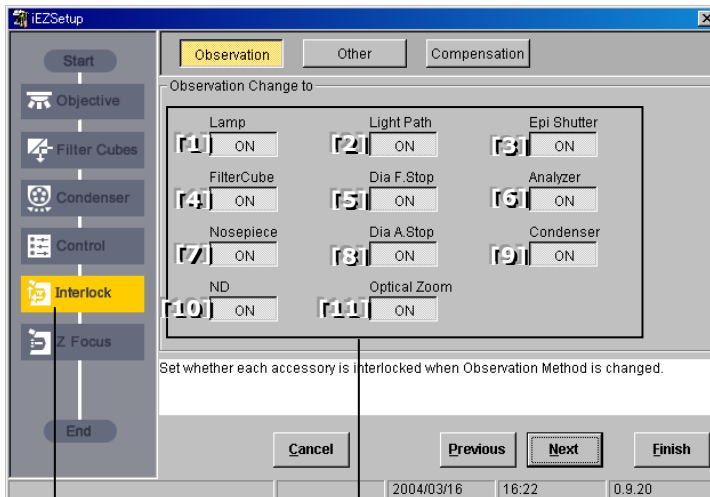 iEZSetup
Start
Objective
Filter Cubes
Condenser
Control
Interlock
Z Focus
End
Observation Other Compensation
Observation Change to
Lamp Light Path Epi Shutter
[1] ON [2] ON [3] ON
FilterCube Dia F.Stop Analyzer
[4] ON [5] ON [6] ON
Nosepiece Dia A.Stop Condenser
[7] ON [8] ON [9] ON
ND Optical Zoom
[10] ON [11] ON
Set whether each accessory is interlocked when Observation Method is changed.
Cancel Previous Next Finish
2004/03/16 16:22 0.9.20